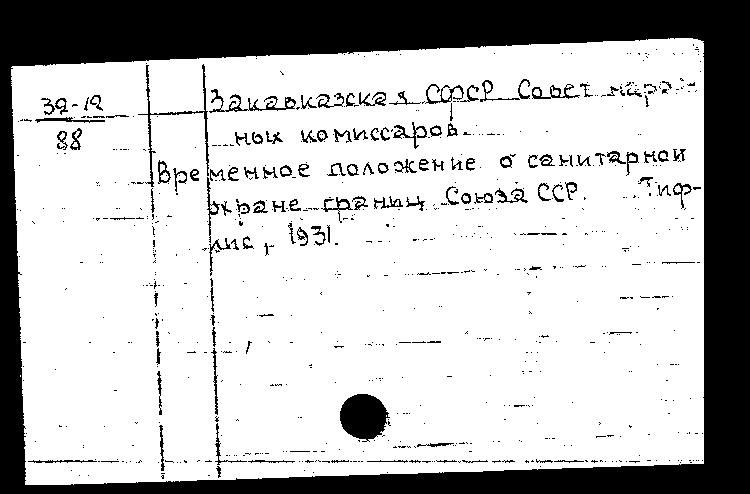 39-12
88
Закавказская СФСР Совет народ-
ных комиссаров.
Временное положение о санитарной
охране границ Союза ССР. Тиф-
лис, 1931.